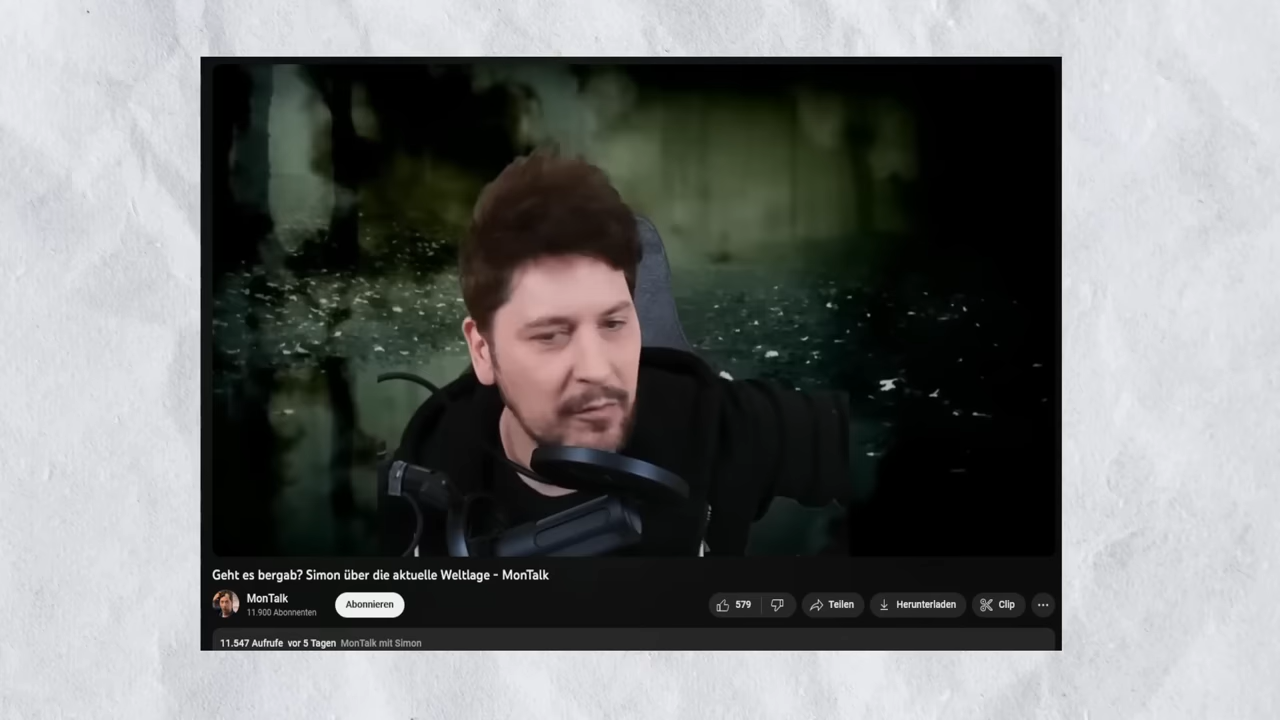 Geht es bergab? Simon über die aktuelle Weltlage - MonTalk
MonTalk
11.900 Abonnenten
Abonnieren
579
Teilen
Herunterladen
Clip
11.547 Aufrufe vor 5 Tagen MonTalk mit Simon